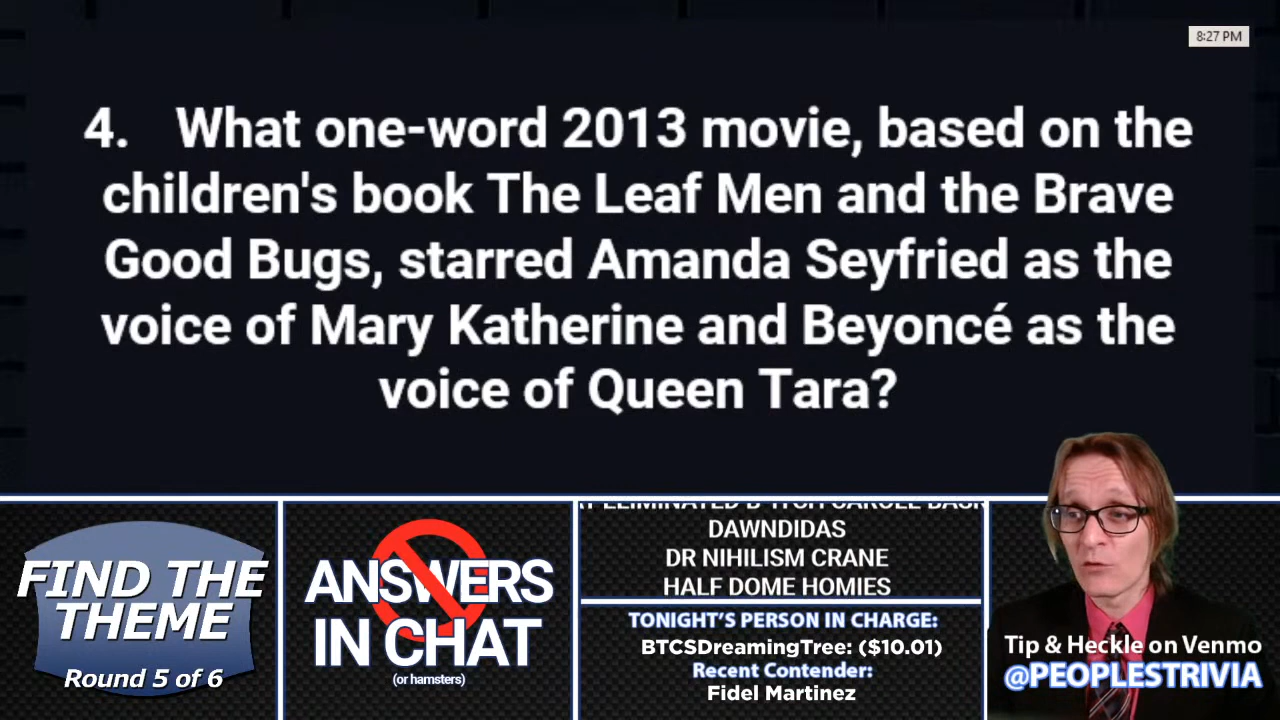 8:27 PM
4. What one-word 2013 movie, based on the
children's book The Leaf Men and the Brave
Good Bugs, starred Amanda Seyfried as the
voice of Mary Katherine and Beyoncé as the
voice of Queen Tara?
FIND THE
THEME
Round 5 of 6
ANSWERS
IN CHAT
(or hamsters)
DAWNDIDAS
DR NIHILISM CRANE
HALF DOME HOMIES
TONIGHT'S PERSON IN CHARGE:
BTCSDreamingTree: ($10.01)
Recent Contender:
Fidel Martinez
Tip & Heckle on Venmo
@PEOPLESTRIVIA